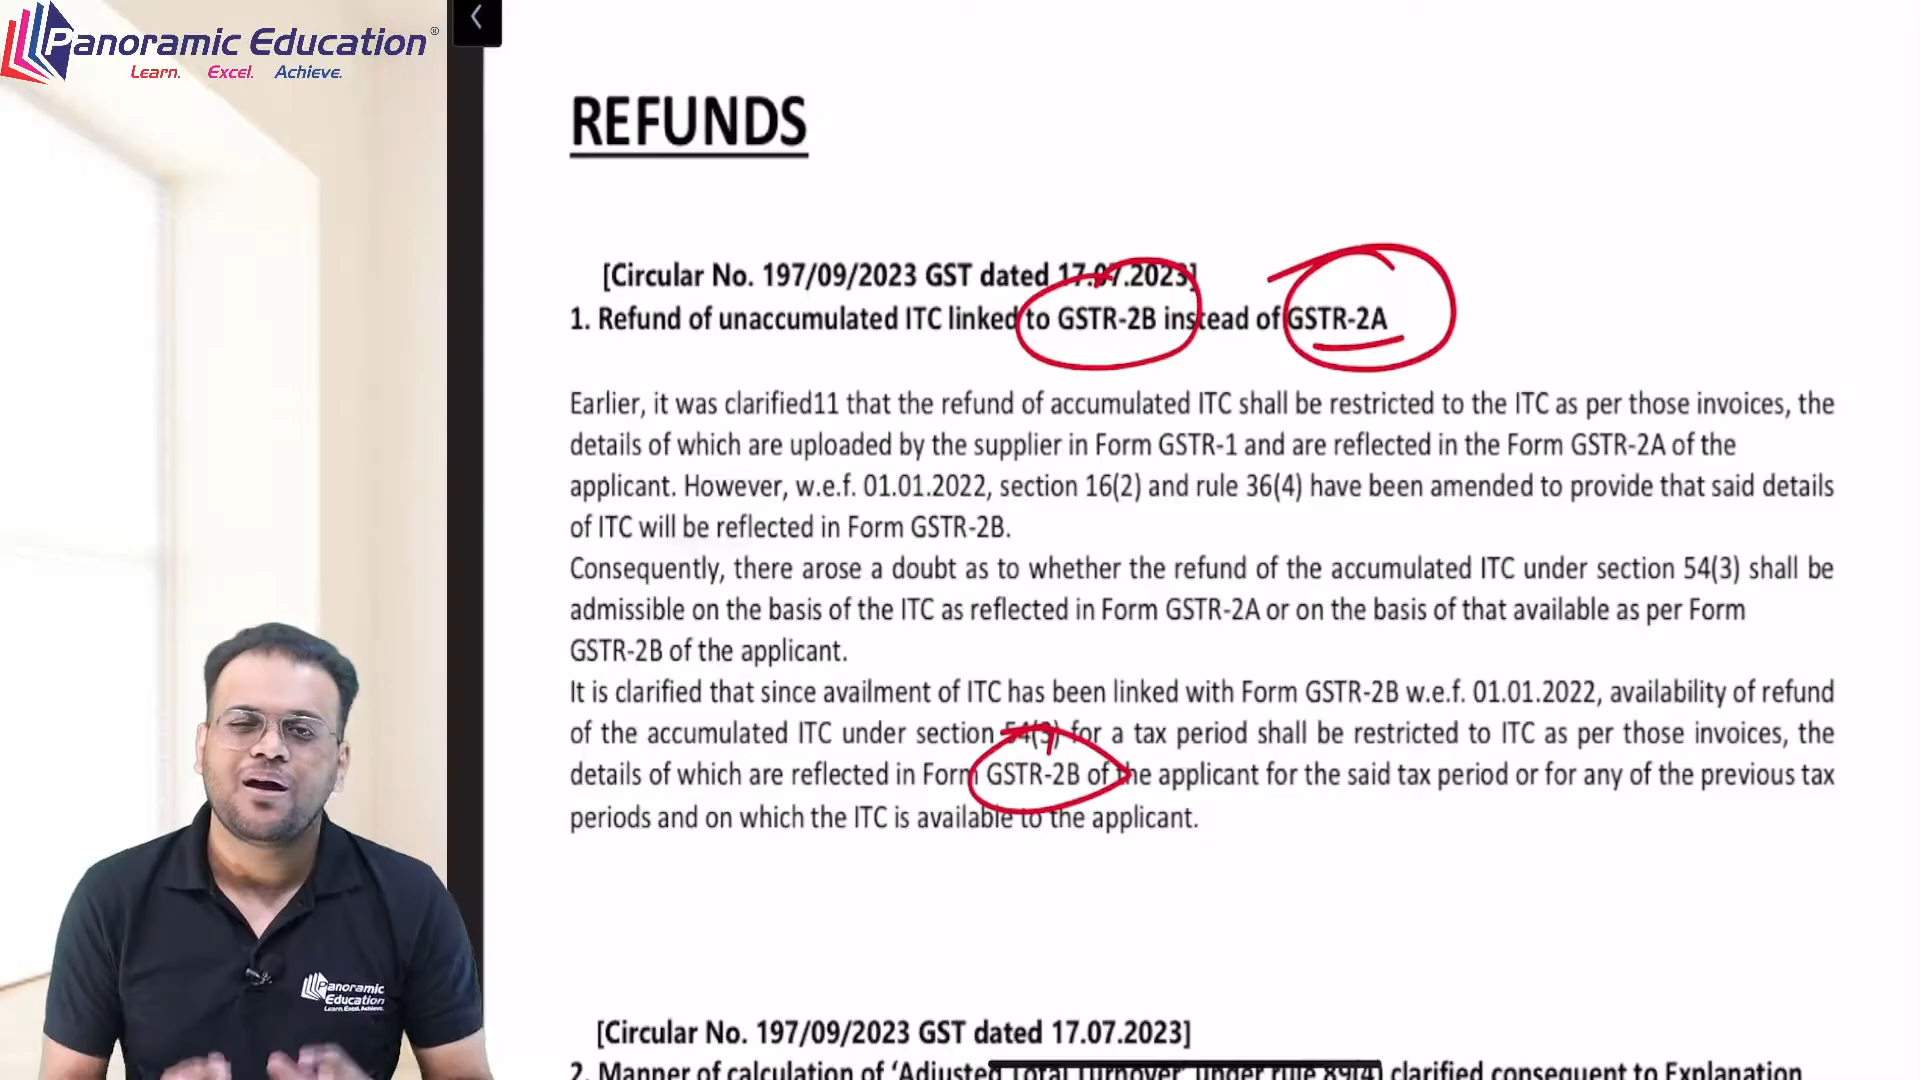 Panoramic Education®
Learn. Excel. Achieve.
REFUNDS
[Circular No. 197/09/2023 GST dated 17.07.2023]
1. Refund of unaccumulated ITC linked to GSTR-2B instead of GSTR-2A
Earlier, it was clarified11 that the refund of accumulated ITC shall be restricted to the ITC as per those invoices, the
details of which are uploaded by the supplier in Form GSTR-1 and are reflected in the Form GSTR-2A of the
applicant. However, w.e.f. 01.01.2022, section 16(2) and rule 36(4) have been amended to provide that said details
of ITC will be reflected in Form GSTR-2B.
Consequently, there arose a doubt as to whether the refund of the accumulated ITC under section 54(3) shall be
admissible on the basis of the ITC as reflected in Form GSTR-2A or on the basis of that available as per Form
GSTR-2B of the applicant.
It is clarified that since availment of ITC has been linked with Form GSTR-2B w.e.f. 01.01.2022, availability of refund
of the accumulated ITC under section 54(3) for a tax period shall be restricted to ITC as per those invoices, the
details of which are reflected in Form GSTR-2B of the applicant for the said tax period or for any of the previous tax
periods and on which the ITC is available to the applicant.
Panoramic
Education
Learn. Excel. Achieve.
[Circular No. 197/09/2023 GST dated 17.07.2023]
2. Manner of calculation of ‘Adjusted Total Turnover’ under rule 89(4) clarified consequent to Explanation